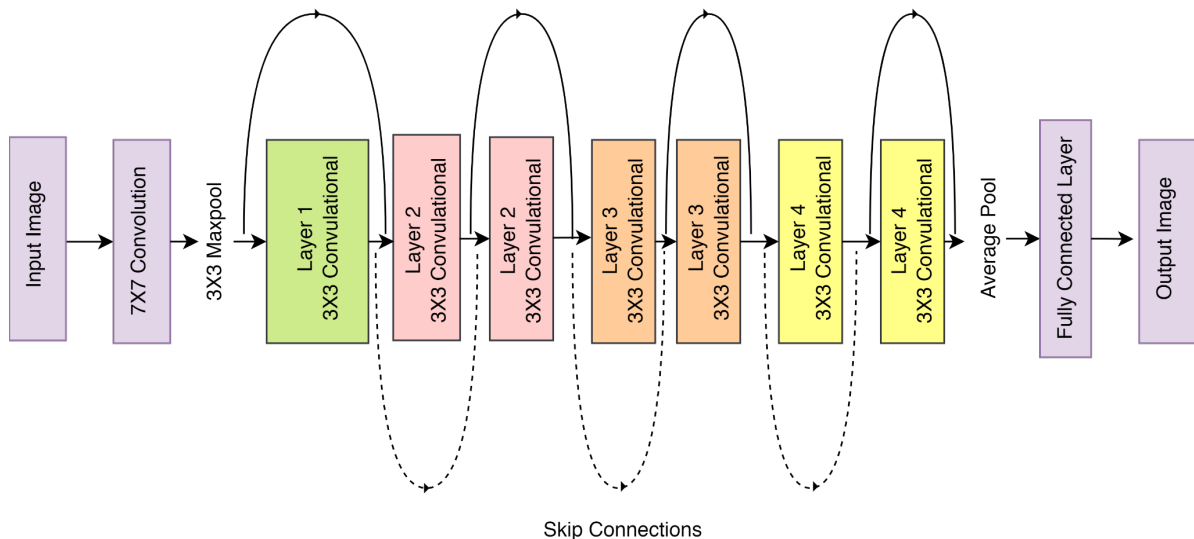 Input Image
7X7 Convolution
3X3 Maxpool
Layer 1
3X3 Convulational
Layer 2
3X3 Convulational
Layer 2
3X3 Convulational
Layer 3
3X3 Convulational
Layer 3
3X3 Convulational
Layer 4
3X3 Convulational
Layer 4
3X3 Convulational
Average Pool
Fully Connected Layer
Output Image
Skip Connections